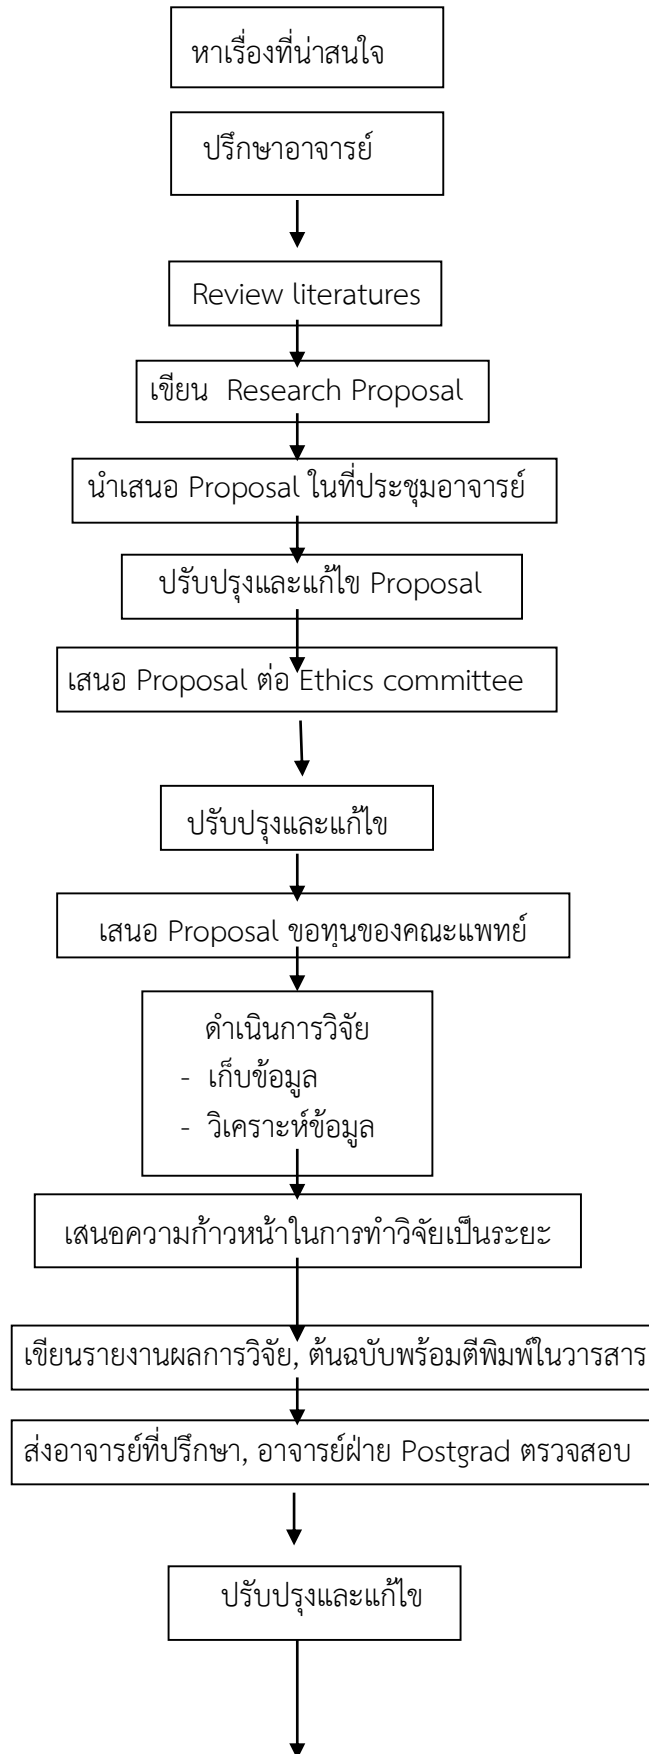 หาเรื่องที่น่าสนใจ
ปรึกษาอาจารย์
Review literatures
เขียน Research Proposal
นำเสนอ Proposal ในที่ประชุมอาจารย์
ปรับปรุงและแก้ไข Proposal
เสนอ Proposal ต่อ Ethics committee
ปรับปรุงและแก้ไข
เสนอ Proposal ขอทุนของคณะแพทย์
ดำเนินการวิจัย
- เก็บข้อมูล
- วิเคราะห์ข้อมูล
เสนอความก้าวหน้าในการทำวิจัยเป็นระยะ
เขียนรายงานผลการวิจัย, ต้นฉบับพร้อมตีพิมพ์ในวารสาร
ส่งอาจารย์ที่ปรึกษา, อาจารย์ฝ่าย Postgrad ตรวจสอบ
ปรับปรุงและแก้ไข